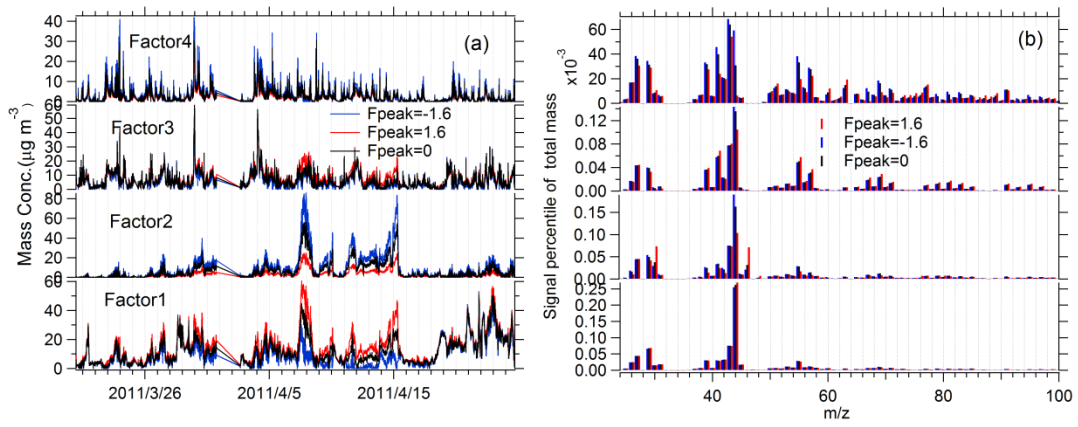 (a)
Factor4
40
30
20
10
0
Factor3
60
40
20
0
Fpeak=-1.6
Fpeak=1.6
Fpeak=0
Factor2
80
60
40
20
0
Factor1
60
40
20
0
Mass Conc.(µg m⁻³)
2011/3/26 2011/4/5 2011/4/15
(b)
x10⁻³
60
40
20
0
0.12
0.08
0.04
0.00
Fpeak=1.6
Fpeak=-1.6
Fpeak=0
0.15
0.10
0.05
0.00
0.25
0.20
0.15
0.10
0.05
0.00
Signal percentile of total mass
40 60 80 100
m/z